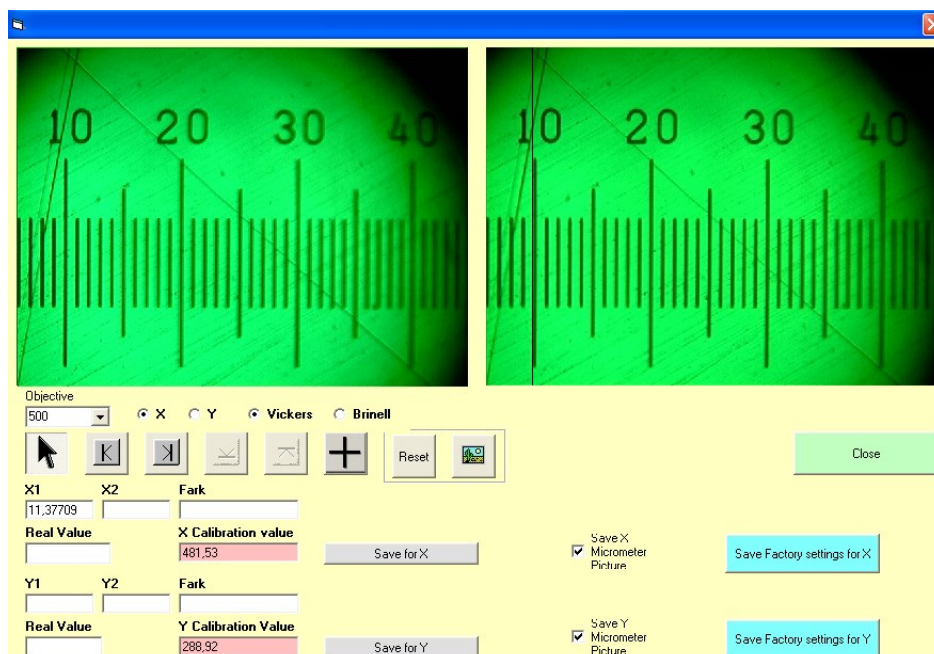 10 20 30 40
10 20 30 40
Objective
500
X Y Vickers Brinell
Reset
Close
X1 X2 Fark
11,37709
Real Value X Calibration value
481,53
Save for X
Save X
Micrometer
Picture
Save Factory settings for X
Y1 Y2 Fark
Real Value Y Calibration Value
288,92
Save for Y
Save Y
Micrometer
Picture
Save Factory settings for Y